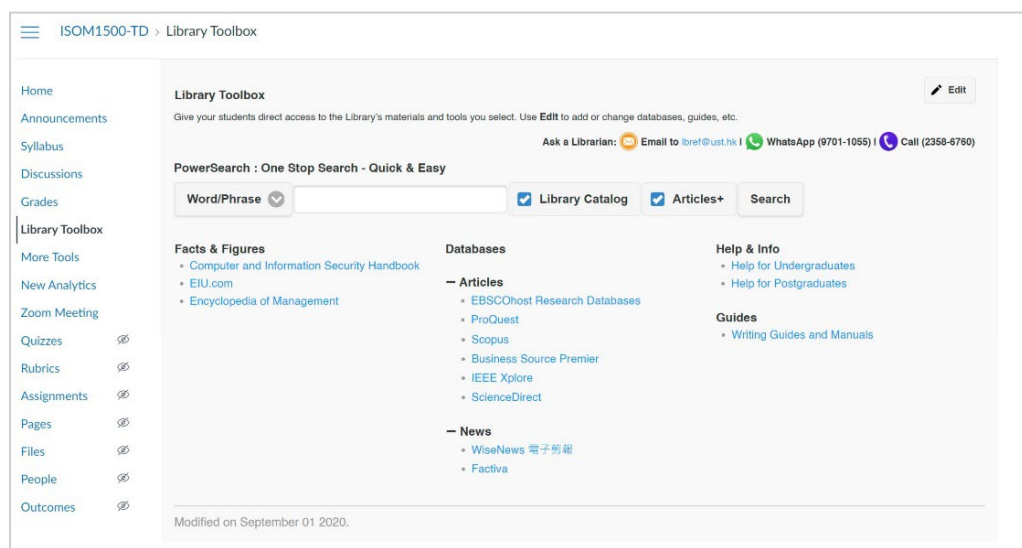 ISOM1500-TD > Library Toolbox
Home
Announcements
Syllabus
Discussions
Grades
Library Toolbox
More Tools
New Analytics
Zoom Meeting
Quizzes
Rubrics
Assignments
Pages
Files
People
Outcomes
Library Toolbox
Edit
Give your students direct access to the Library's materials and tools you select. Use Edit to add or change databases, guides, etc.
Ask a Librarian: Email to lbref@ust.hk I WhatsApp (9701-1055) I Call (2358-6760)
PowerSearch : One Stop Search - Quick & Easy
Word/Phrase Library Catalog Articles+ Search
Facts & Figures
• Computer and Information Security Handbook
• EIU.com
• Encyclopedia of Management
Databases
— Articles
• EBSCOhost Research Databases
• ProQuest
• Scopus
• Business Source Premier
• IEEE Xplore
• ScienceDirect
— News
• WiseNews 電子剪報
• Factiva
Help & Info
• Help for Undergraduates
• Help for Postgraduates
Guides
• Writing Guides and Manuals
Modified on September 01 2020.